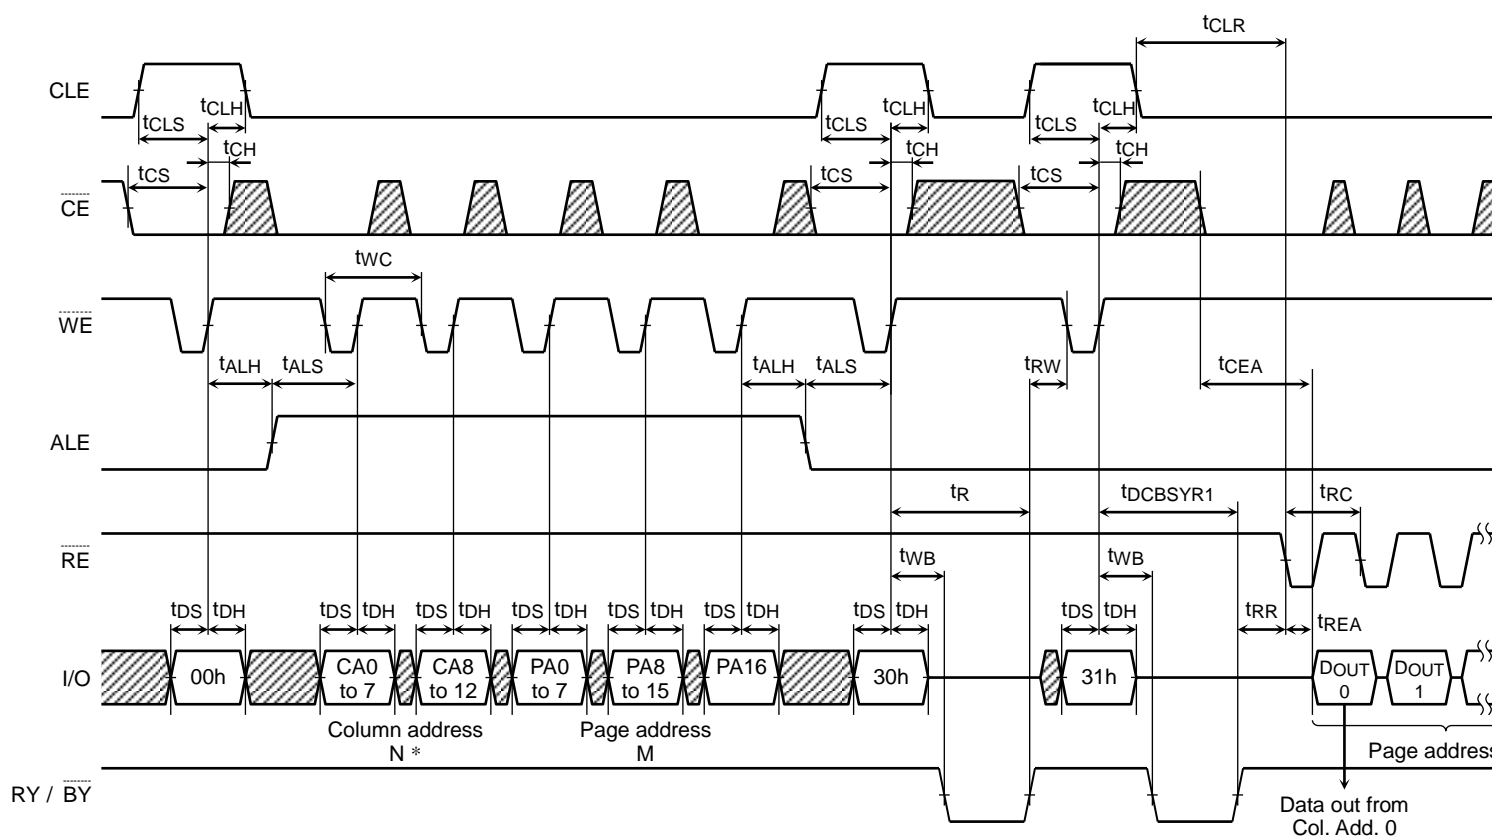 tCLR
CLE
tCLH
tCLH
tCLH
tCLS
tCLS
tCLS
tCH
tCH
tCH
tCS
tCS
tCS
CE
tWC
WE
tALH
tALS
tALH
tALS
tRW
tCEA
ALE
tR
tDCBSYR1
tRC
RE
tWB
tWB
tDS
tDH
tDS
tDH
tDS
tDH
tDS
tDH
tDS
tDH
tDS
tDH
tDS
tDH
tDS
tDH
tRR
tREA
I/O
00h
CA0
to 7
CA8
to 12
PA0
to 7
PA8
to 15
PA16
30h
31h
DOUT
0
DOUT
1
Column address
N *
Page address
M
Page address
RY / BY
Data out from
Col. Add. 0